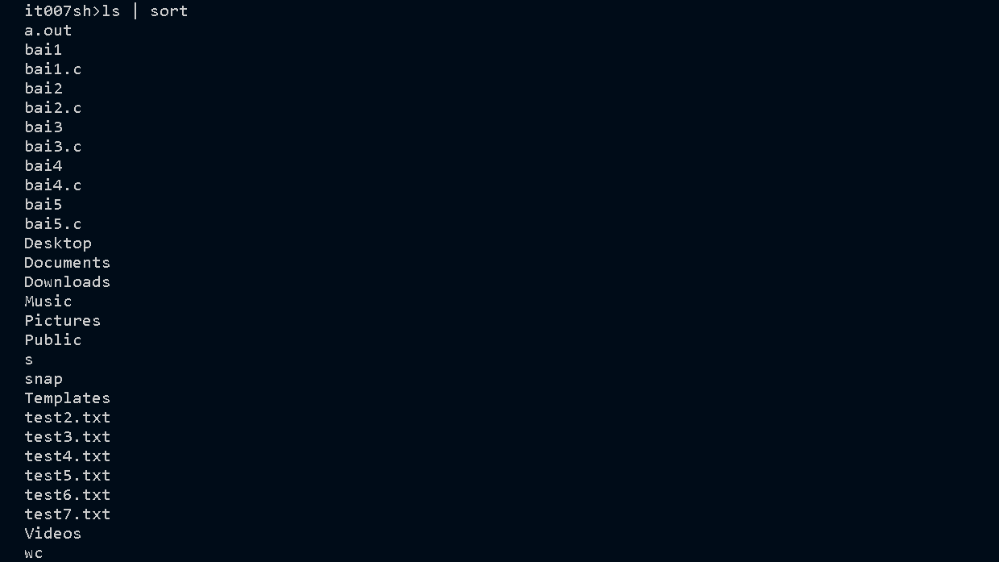 it007sh>ls | sort
a.out
bai1
bai1.c
bai2
bai2.c
bai3
bai3.c
bai4
bai4.c
bai5
bai5.c
Desktop
Documents
Downloads
Music
Pictures
Public
s
snap
Templates
test2.txt
test3.txt
test4.txt
test5.txt
test6.txt
test7.txt
Videos
wc